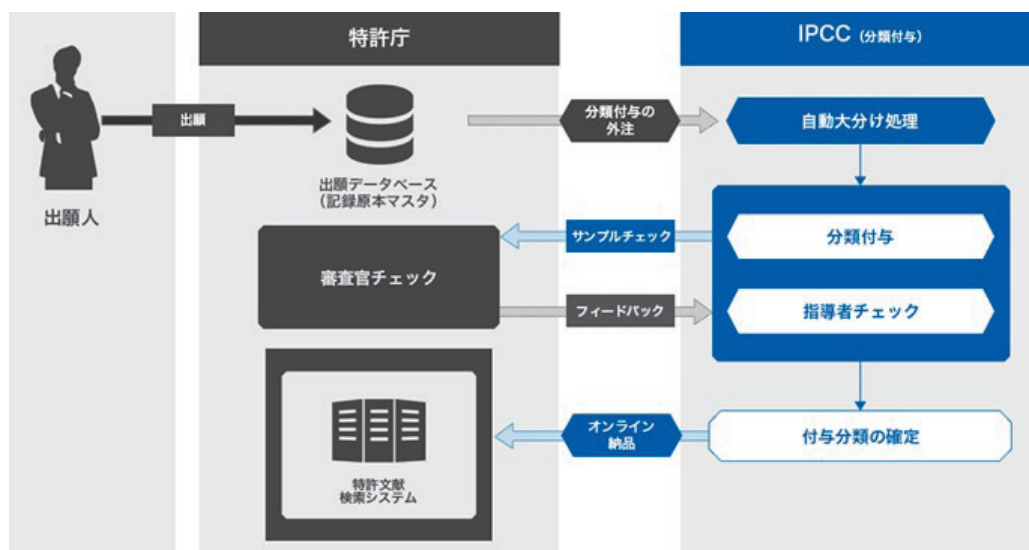 特許庁
IPCC（分類付与）
出願
分類付与の
外注
自動大分け処理
出願データベース
（記録原本マスタ）
出願人
サンプルチェック
分類付与
審査官チェック
フィードバック
指導者チェック
オンライン
納品
付与分類の確定
特許文献
検索システム